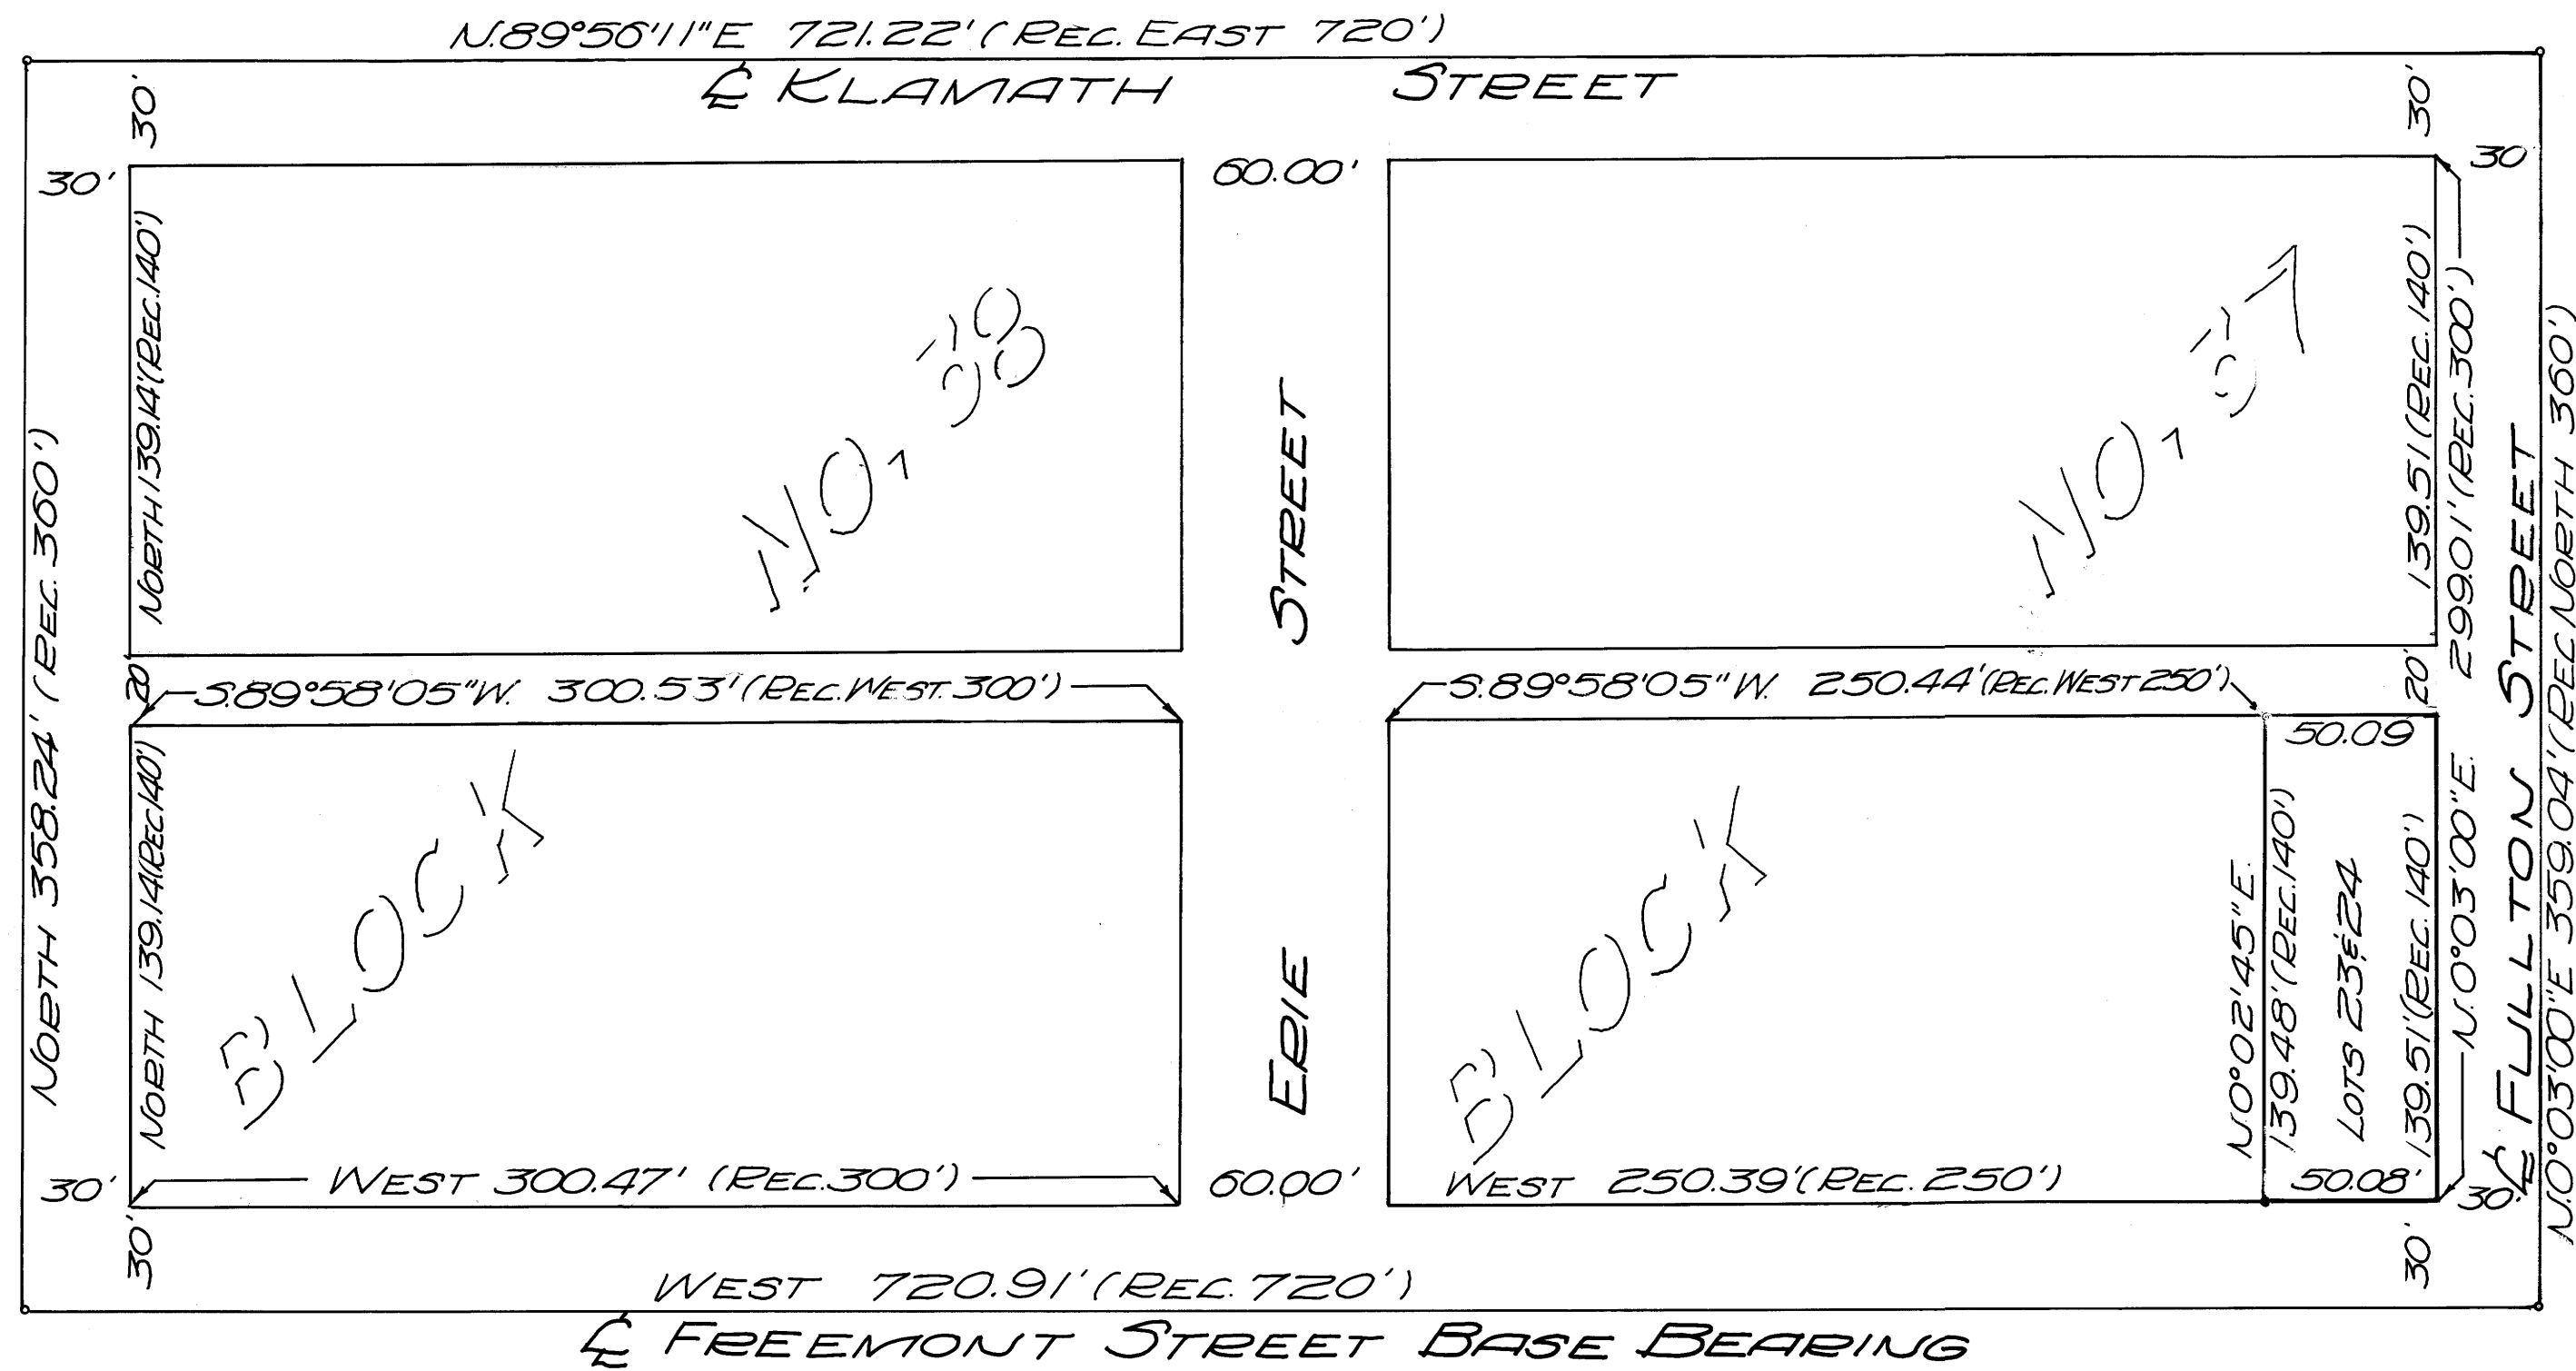 N.89°56'11"E 721.22' (REC. EAST 720')
℄ KLAMATH STREET
30'
30'
30'
60.00'
30
NORTH 139.14' (REC. 140')
NO. 38
NO. 37
139.51 (REC. 140')
299.01' (REC. 300')
N.0°03'00"E.
NORTH 358.24' (REC. 360')
ERIE STREET
℄ FULLTON STREET
N.0°03'00"E 359.04' (REC NORTH 360')
20'
S.89°58'05"W. 300.53' (REC. WEST. 300')
S.89°58'05"W. 250.44' (REC. WEST 250')
20'
50.09
NORTH 139.14 (REC 140')
BLOCK
BLOCK
N0°02'45"E.
139.48' (REC. 140')
LOTS 23 & 24
139.51' (REC. 140')
30'
WEST 300.47' (REC. 300')
60.00'
WEST 250.39' (REC. 250')
50.08'
30'
30'
30'
WEST 720.91' (REC. 720')
℄ FREEMONT STREET BASE BEARING